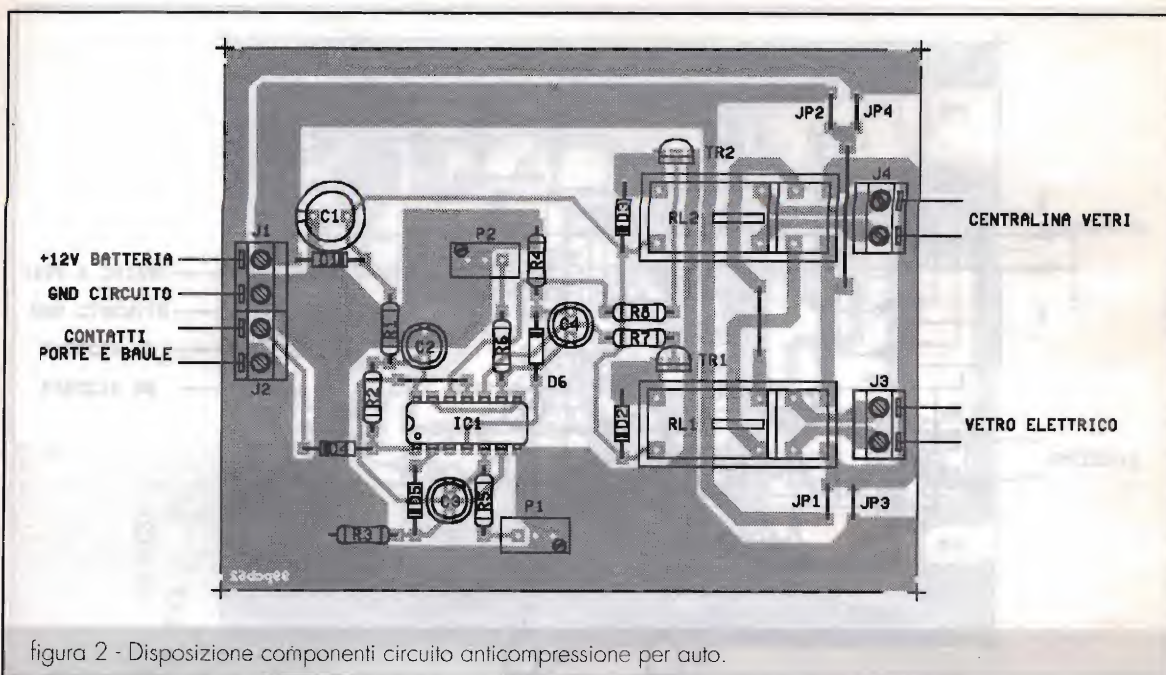 JP2 JP4
TR2
J4
C1
D3
RL2
J1
P2
R4
CENTRALINA VETRI
+12V BATTERIA
D1
GND CIRCUITO
R1
R8
C4
CONTATTI
PORTE E BAULE
C2
R6
R7
TR1
J2
D6
J3
R2
IC1
D2
RL1
VETRO ELETTRICO
D4
D5
C3
R5
P1
JP1 JP3
R3
99pcb62
figura 2 - Disposizione componenti circuito anticompressione per auto.